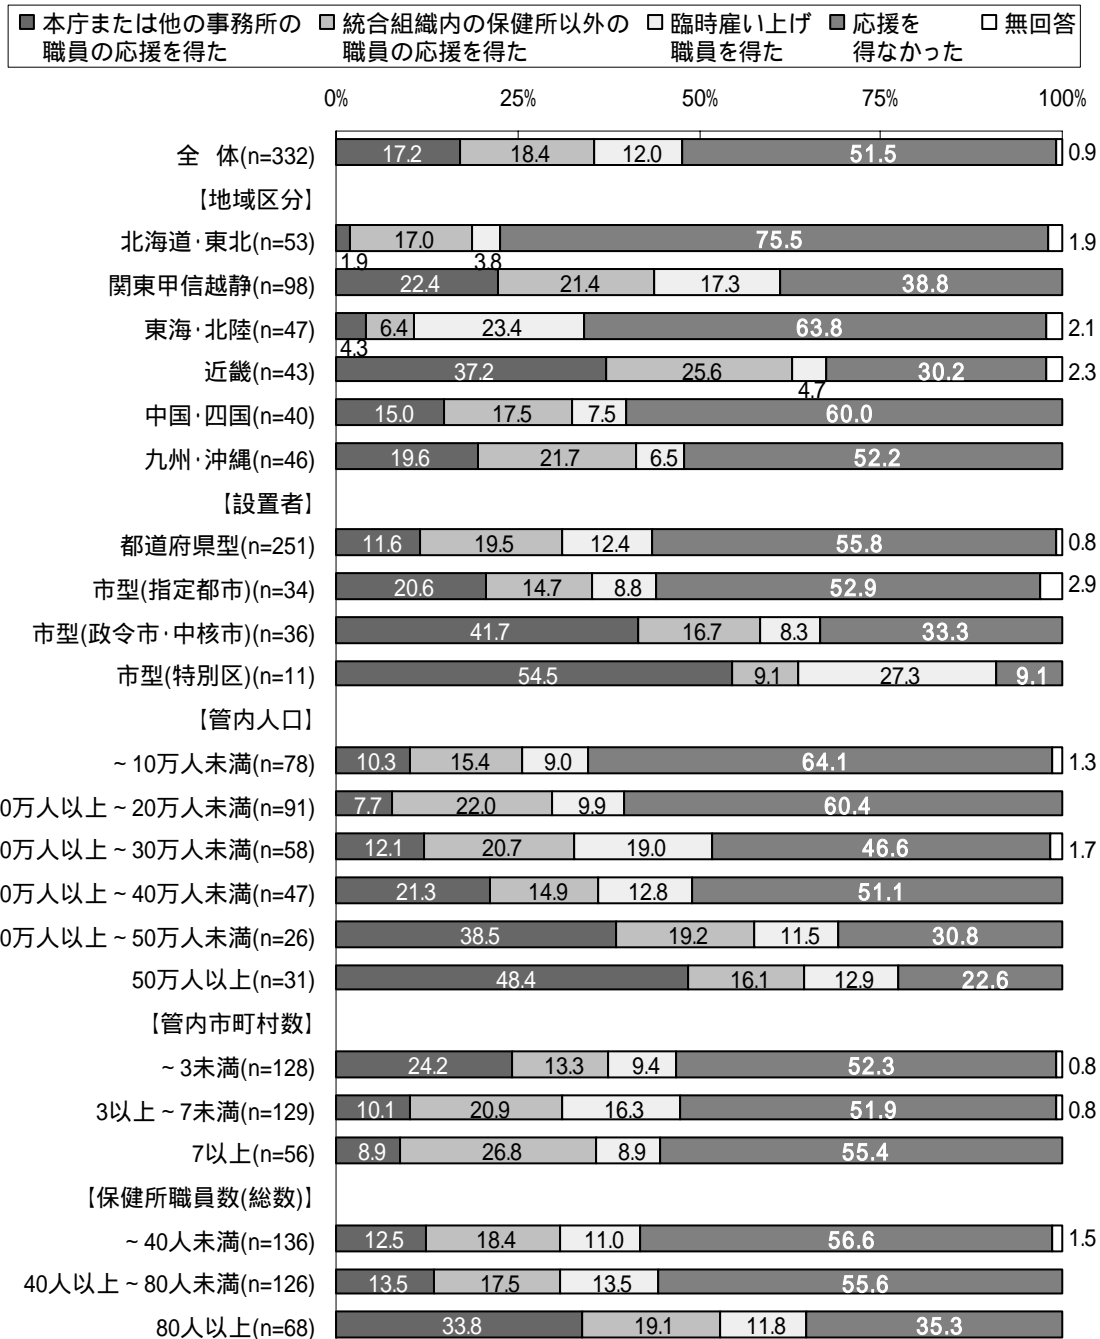 ■ 本庁または他の事務所の職員の応援を得た
■ 統合組織内の保健所以外の職員の応援を得た
□ 臨時雇い上げ職員を得た
■ 応援を得なかった
□ 無回答
0% 25% 50% 75% 100%
全 体(n=332) 17.2 18.4 12.0 51.5 0.9
【地域区分】
北海道･東北(n=53) 1.9 17.0 3.8 75.5 1.9
関東甲信越静(n=98) 22.4 21.4 17.3 38.8
東海･北陸(n=47) 4.3 6.4 23.4 63.8 2.1
近畿(n=43) 37.2 25.6 4.7 30.2 2.3
中国･四国(n=40) 15.0 17.5 7.5 60.0
九州･沖縄(n=46) 19.6 21.7 6.5 52.2
【設置者】
都道府県型(n=251) 11.6 19.5 12.4 55.8 0.8
市型(指定都市)(n=34) 20.6 14.7 8.8 52.9 2.9
市型(政令市･中核市)(n=36) 41.7 16.7 8.3 33.3
市型(特別区)(n=11) 54.5 9.1 27.3 9.1
【管内人口】
~10万人未満(n=78) 10.3 15.4 9.0 64.1 1.3
0万人以上~20万人未満(n=91) 7.7 22.0 9.9 60.4
0万人以上~30万人未満(n=58) 12.1 20.7 19.0 46.6 1.7
0万人以上~40万人未満(n=47) 21.3 14.9 12.8 51.1
0万人以上~50万人未満(n=26) 38.5 19.2 11.5 30.8
50万人以上(n=31) 48.4 16.1 12.9 22.6
【管内市町村数】
~3未満(n=128) 24.2 13.3 9.4 52.3 0.8
3以上~7未満(n=129) 10.1 20.9 16.3 51.9 0.8
7以上(n=56) 8.9 26.8 8.9 55.4
【保健所職員数(総数)】
~40人未満(n=136) 12.5 18.4 11.0 56.6 1.5
40人以上~80人未満(n=126) 13.5 17.5 13.5 55.6
80人以上(n=68) 33.8 19.1 11.8 35.3